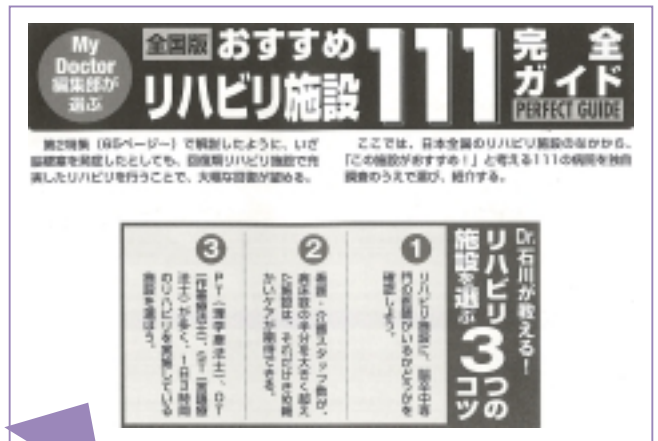 My
Doctor
編集部が
選ぶ
全国版 おすすめ
リハビリ施設
111
完全
ガイド
PERFECT GUIDE
第2特集（65ページー）で解説したように、いざ
脳梗塞を発症したとしても、回復期リハビリ施設で充
実したリハビリを行うことで、大幅な回復が望める。
ここでは、日本全国のリハビリ施設のなかから、
「この施設がおすすめ！」と考える111の病院を独自
調査のうえで選び、紹介する。
Dr.石川が教える！
リハビリ
施設を選ぶ
3つの
コツ
1
リハビリ施設に、脳卒中専
門の医師がいるかどうかを
確認しよう。
2
看護・介護スタッフ数が、
病床数の半分を大きく超え
た施設は、それだけきめ細
かいケアが期待できる。
3
PT（理学療法士）、OT
（作業療法士）、ST（言語聴
覚士）が多く、1日3時間
のリハビリを実施している
施設を選ぼう。